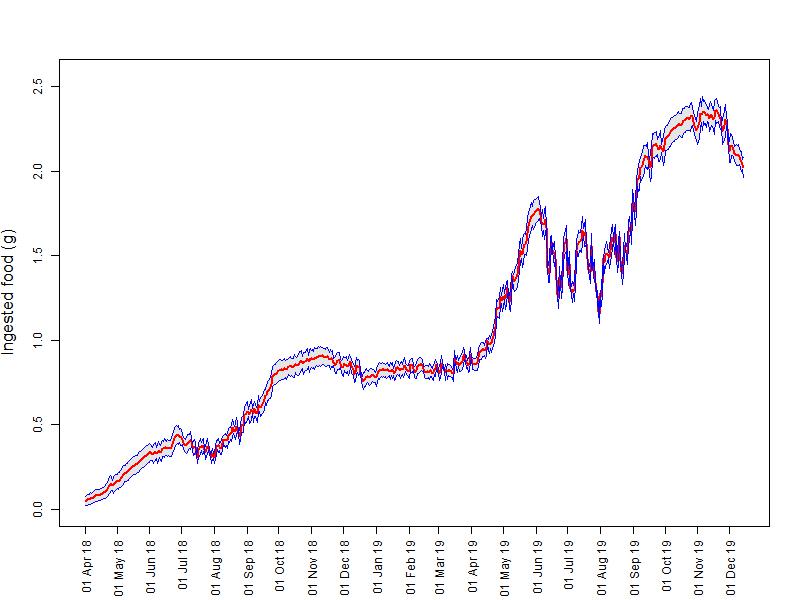 Ingested food (g)
2.5
2.0
1.5
1.0
0.5
0.0
01 Apr 18
01 May 18
01 Jun 18
01 Jul 18
01 Aug 18
01 Sep 18
01 Oct 18
01 Nov 18
01 Dec 18
01 Jan 19
01 Feb 19
01 Mar 19
01 Apr 19
01 May 19
01 Jun 19
01 Jul 19
01 Aug 19
01 Sep 19
01 Oct 19
01 Nov 19
01 Dec 19